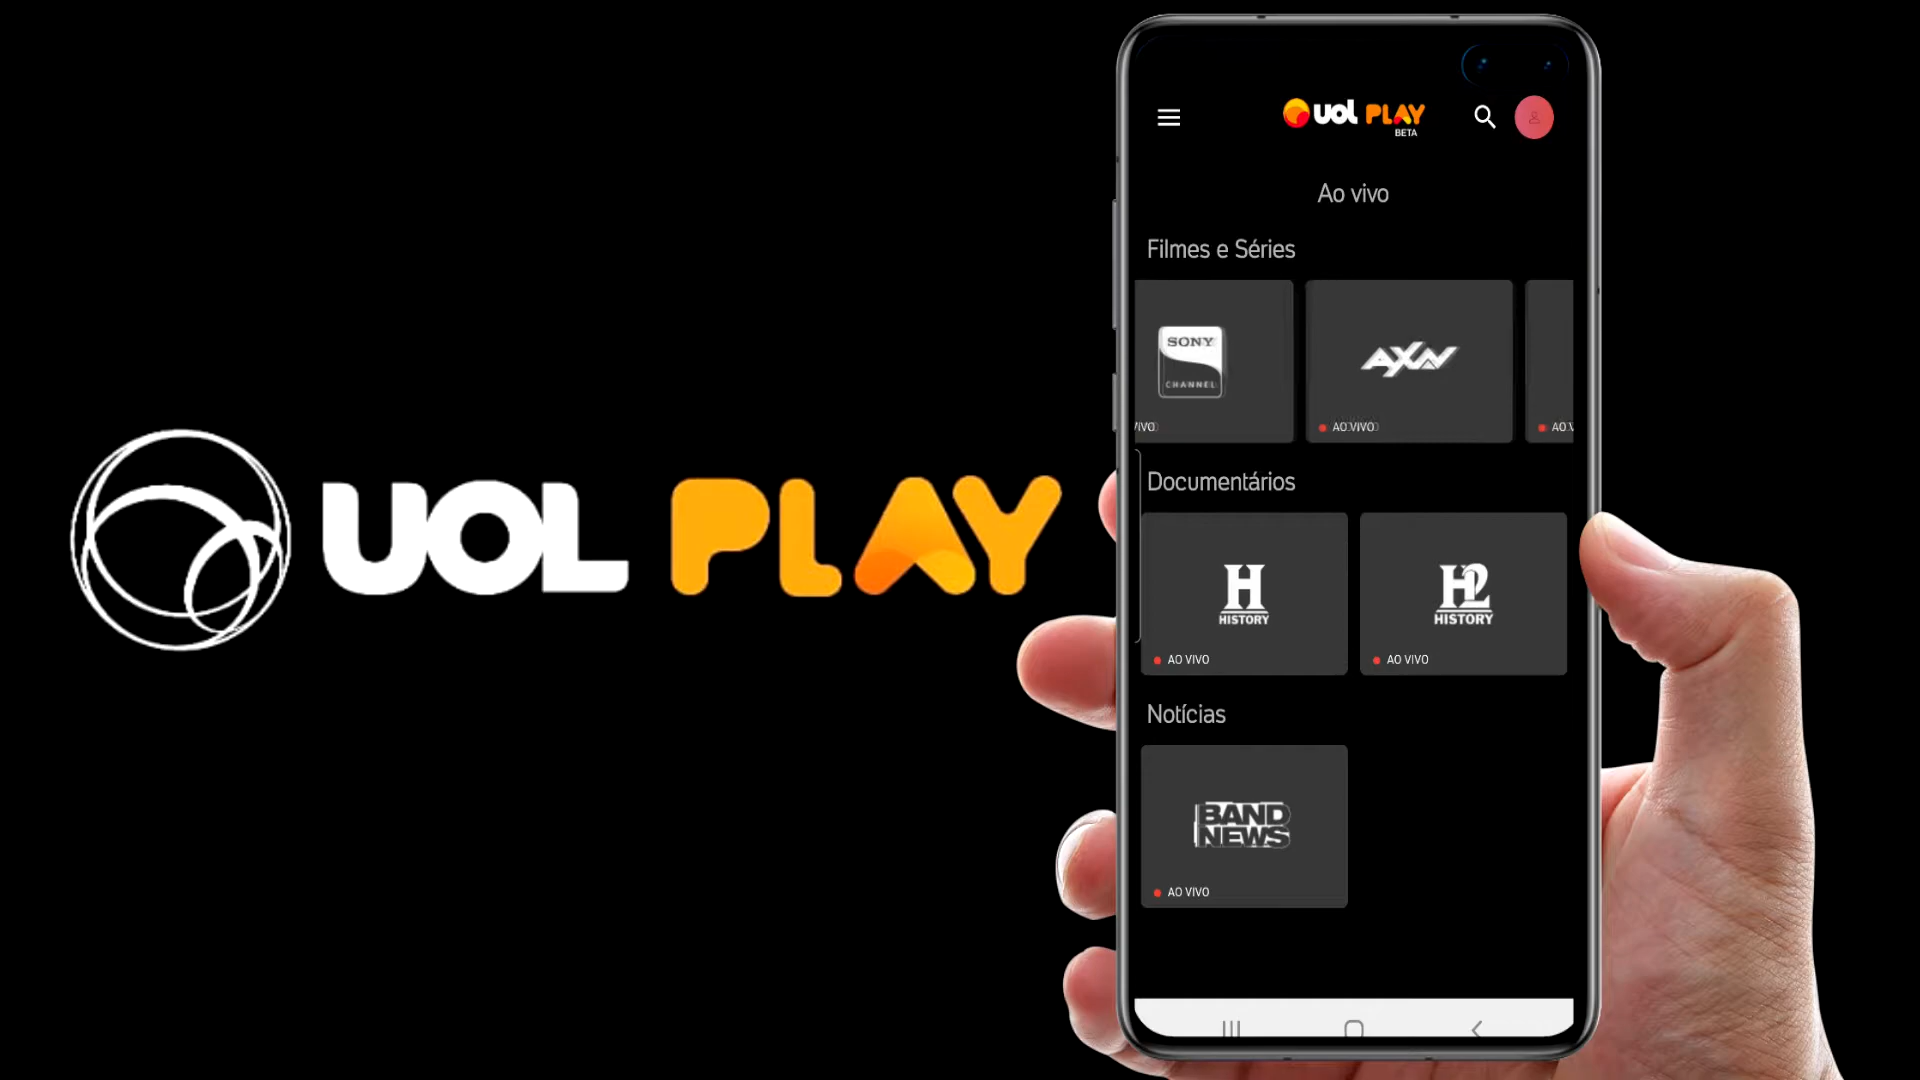 UOL PLAY
UOL PLAY
BETA
Ao vivo
Filmes e Séries
SONY
CHANNEL
AXN
VIVO
AO VIVO
AO V
Documentários
H
HISTORY
AO VIVO
H2
HISTORY
AO VIVO
Notícias
BAND
NEWS
AO VIVO